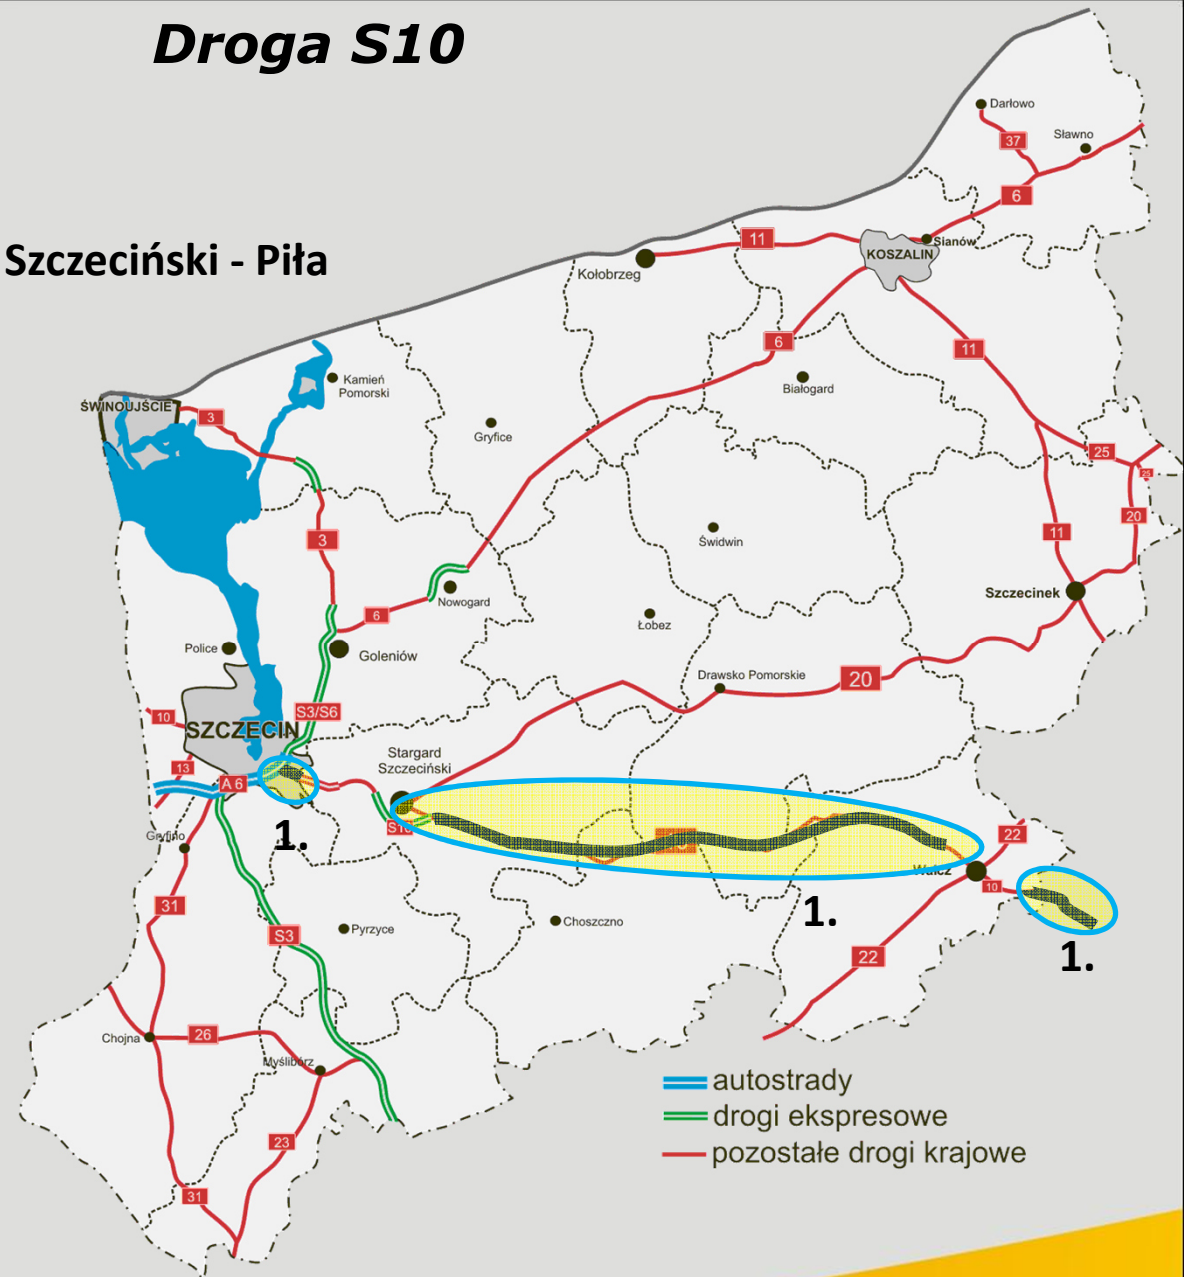 Droga S10
Szczeciński - Piła
Darłowo
37
Sławno
6
11
Sianów
KOSZALIN
Kołobrzeg
6
11
Kamień
Pomorski
Białogard
ŚWINOUJŚCIE
3
Gryfice
25
25
20
3
Świdwin
11
Szczecinek
Nowogard
6
Łobez
Police
Goleniów
Drawsko Pomorskie
20
10
S3/S6
SZCZECIN
Stargard
Szczeciński
13
A 6
S10
Gryfino
1.
22
Wałcz
10
31
1.
Choszczno
Pyrzyce
S3
22
1.
Chojna
26
Myślibórz
autostrady
drogi ekspresowe
pozostałe drogi krajowe
23
31